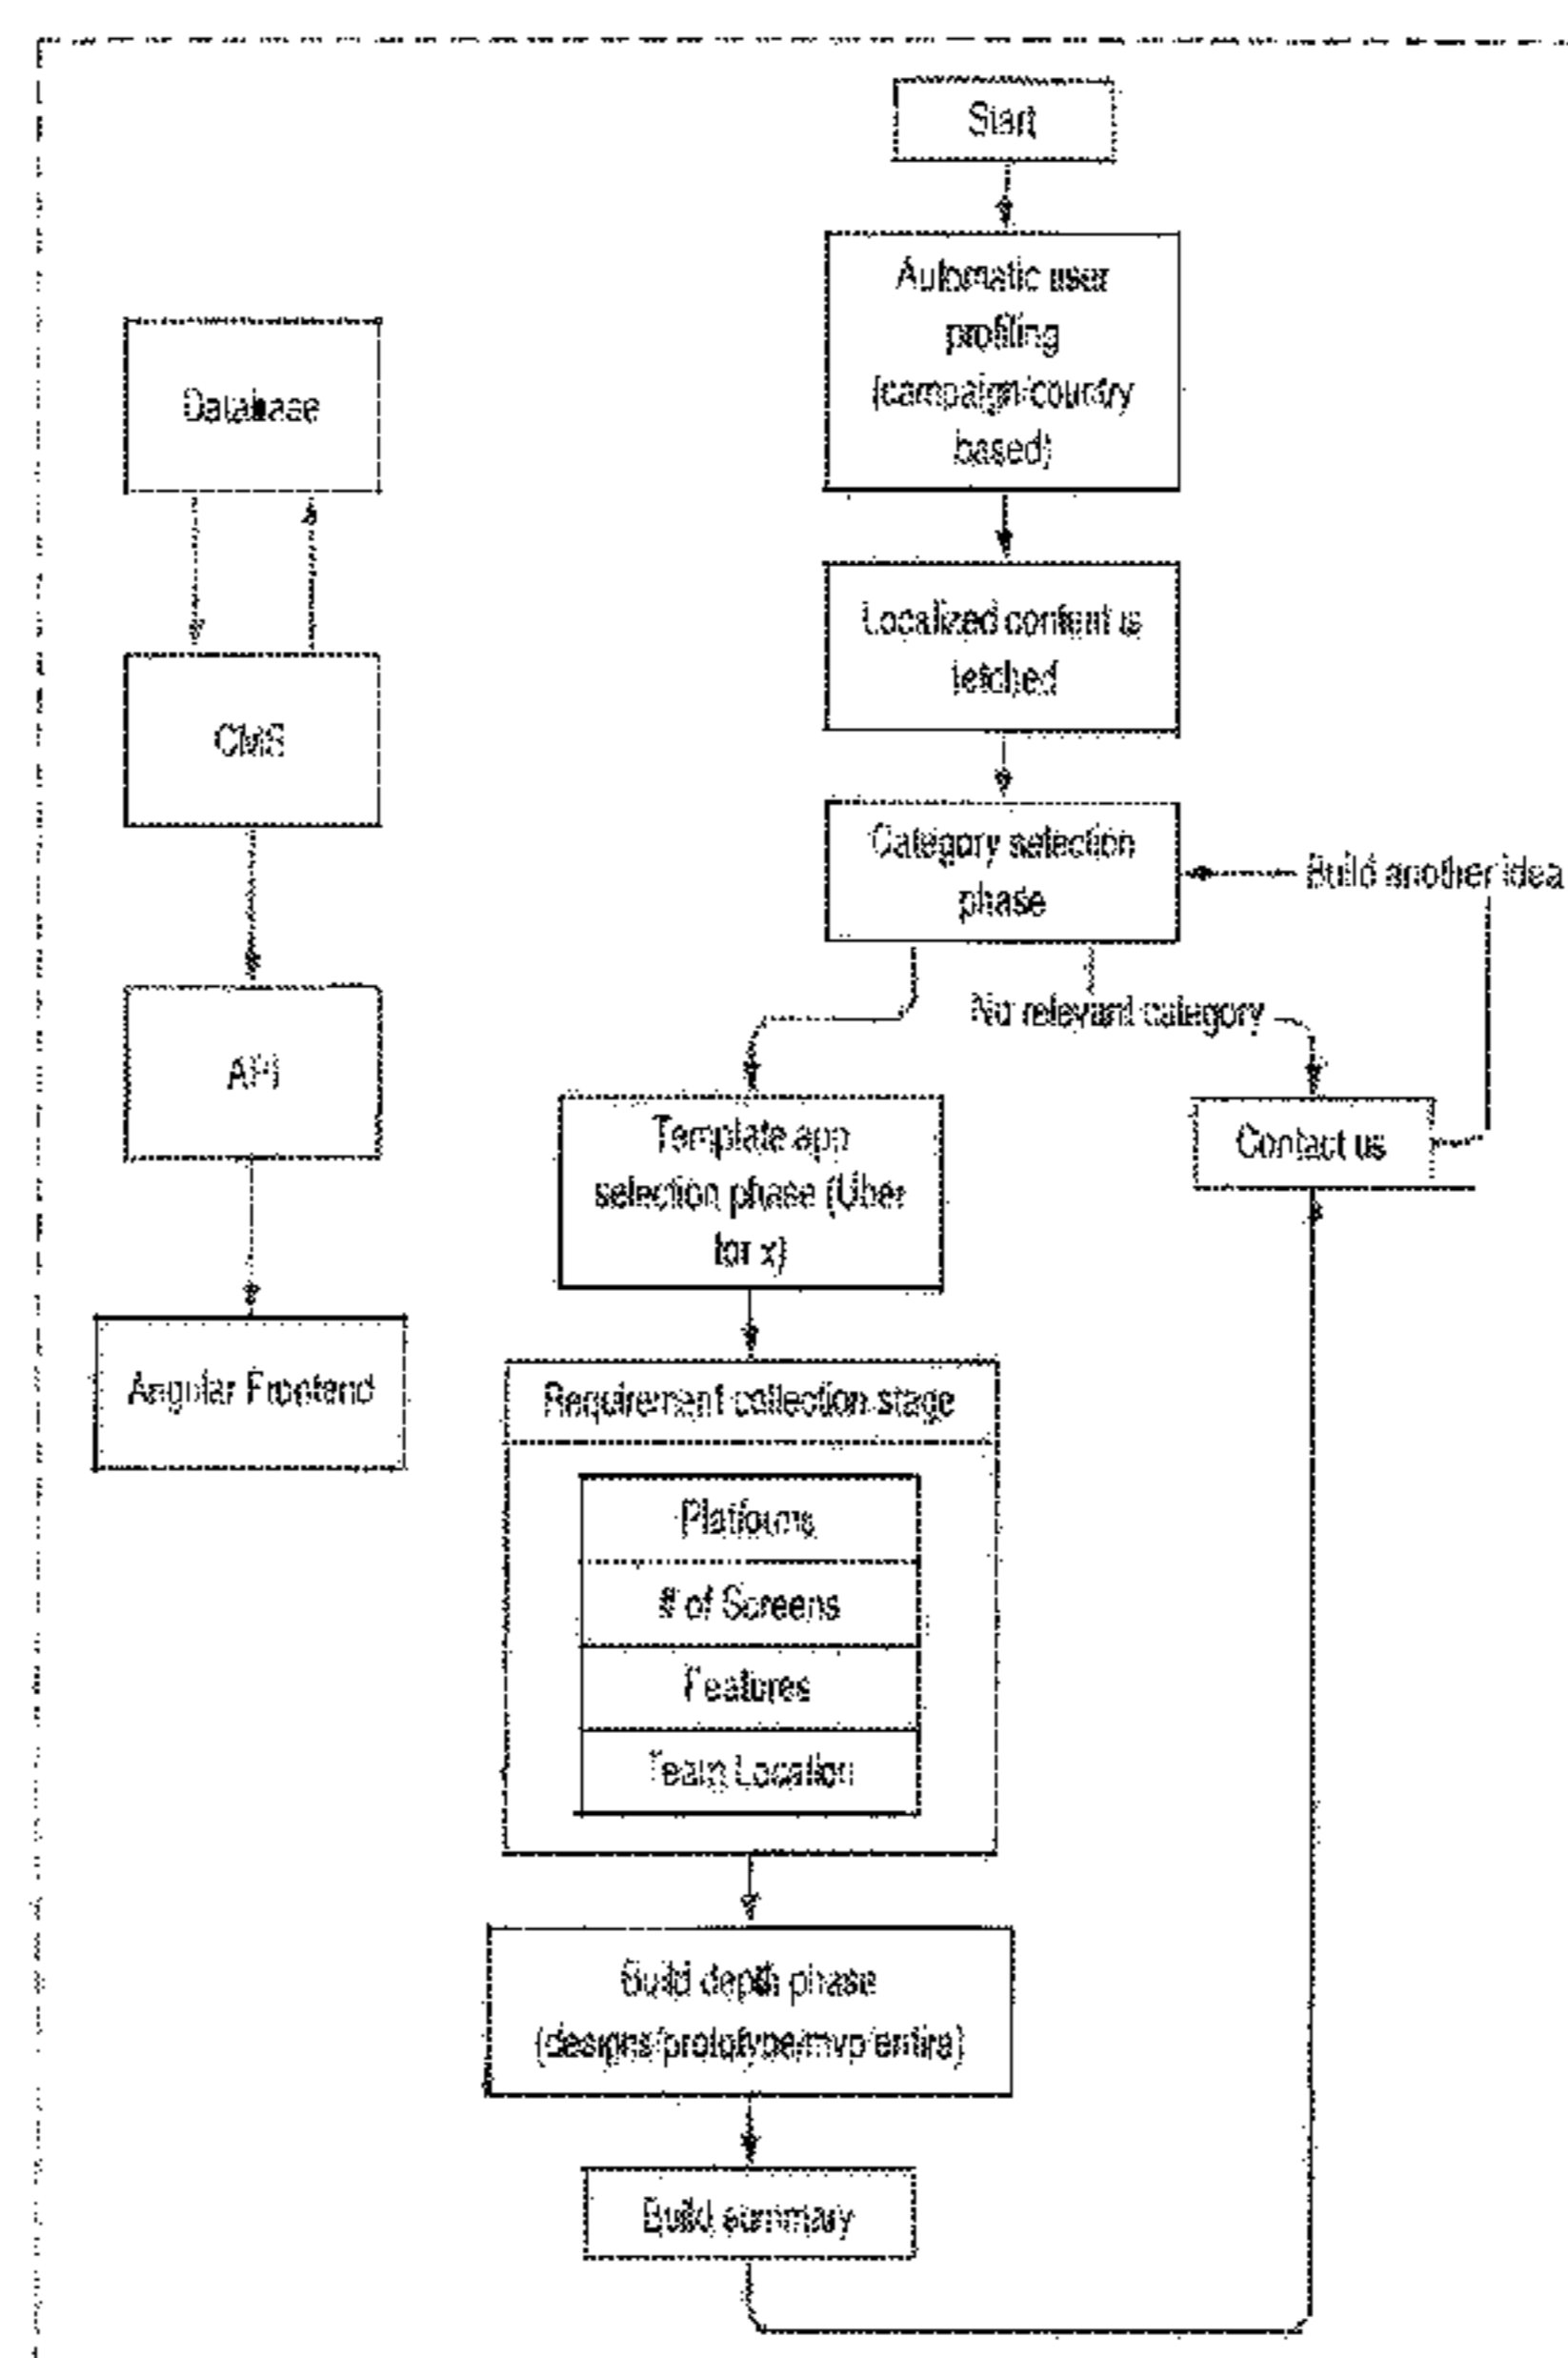 Start
Automatic user
profiling
(campaign/country
based)
Localized content is
fetched
Category selection
phase
Build another idea
No relevant category
Template app
selection phase (Uber
for x)
Contact us
Requirement collection stage
Platforms
# of Screens
Features
Team Location
Build depth phase
(designs/prototype/mvp/entire)
Build summary
Database
CMS
API
Angular Frontend